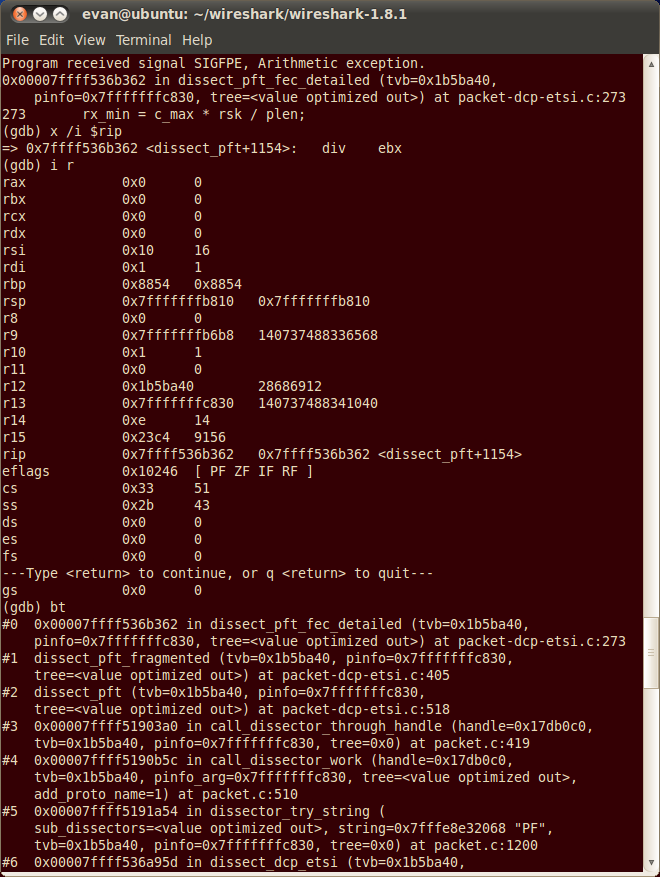 evan@ubuntu: ~/wireshark/wireshark-1.8.1
File Edit View Terminal Help
Program received signal SIGFPE, Arithmetic exception.
0x00007ffff536b362 in dissect_pft_fec_detailed (tvb=0x1b5ba40,
    pinfo=0x7fffffffc830, tree=<value optimized out>) at packet-dcp-etsi.c:273
273       rx_min = c_max * rsk / plen;
(gdb) x /i $rip
=> 0x7ffff536b362 <dissect_pft+1154>:   div    ebx
(gdb) i r
rax            0x0      0
rbx            0x0      0
rcx            0x0      0
rdx            0x0      0
rsi            0x10     16
rdi            0x1      1
rbp            0x8854   0x8854
rsp            0x7fffffffb810   0x7fffffffb810
r8             0x0      0
r9             0x7fffffffb6b8   140737488336568
r10            0x1      1
r11            0x0      0
r12            0x1b5ba40        28686912
r13            0x7fffffffc830   140737488341040
r14            0xe      14
r15            0x23c4   9156
rip            0x7ffff536b362   0x7ffff536b362 <dissect_pft+1154>
eflags         0x10246  [ PF ZF IF RF ]
cs             0x33     51
ss             0x2b     43
ds             0x0      0
es             0x0      0
fs             0x0      0
---Type <return> to continue, or q <return> to quit---
gs             0x0      0
(gdb) bt
#0  0x00007ffff536b362 in dissect_pft_fec_detailed (tvb=0x1b5ba40,
    pinfo=0x7fffffffc830, tree=<value optimized out>) at packet-dcp-etsi.c:273
#1  dissect_pft_fragmented (tvb=0x1b5ba40, pinfo=0x7fffffffc830,
    tree=<value optimized out>) at packet-dcp-etsi.c:405
#2  dissect_pft (tvb=0x1b5ba40, pinfo=0x7fffffffc830,
    tree=<value optimized out>) at packet-dcp-etsi.c:518
#3  0x00007ffff51903a0 in call_dissector_through_handle (handle=0x17db0c0,
    tvb=0x1b5ba40, pinfo=0x7fffffffc830, tree=0x0) at packet.c:419
#4  0x00007ffff5190b5c in call_dissector_work (handle=0x17db0c0,
    tvb=0x1b5ba40, pinfo_arg=0x7fffffffc830, tree=<value optimized out>,
    add_proto_name=1) at packet.c:510
#5  0x00007ffff5191a54 in dissector_try_string (
    sub_dissectors=<value optimized out>, string=0x7fffe8e32068 "PF",
    tvb=0x1b5ba40, pinfo=0x7fffffffc830, tree=0x0) at packet.c:1200
#6  0x00007ffff536a95d in dissect_dcp_etsi (tvb=0x1b5ba40,